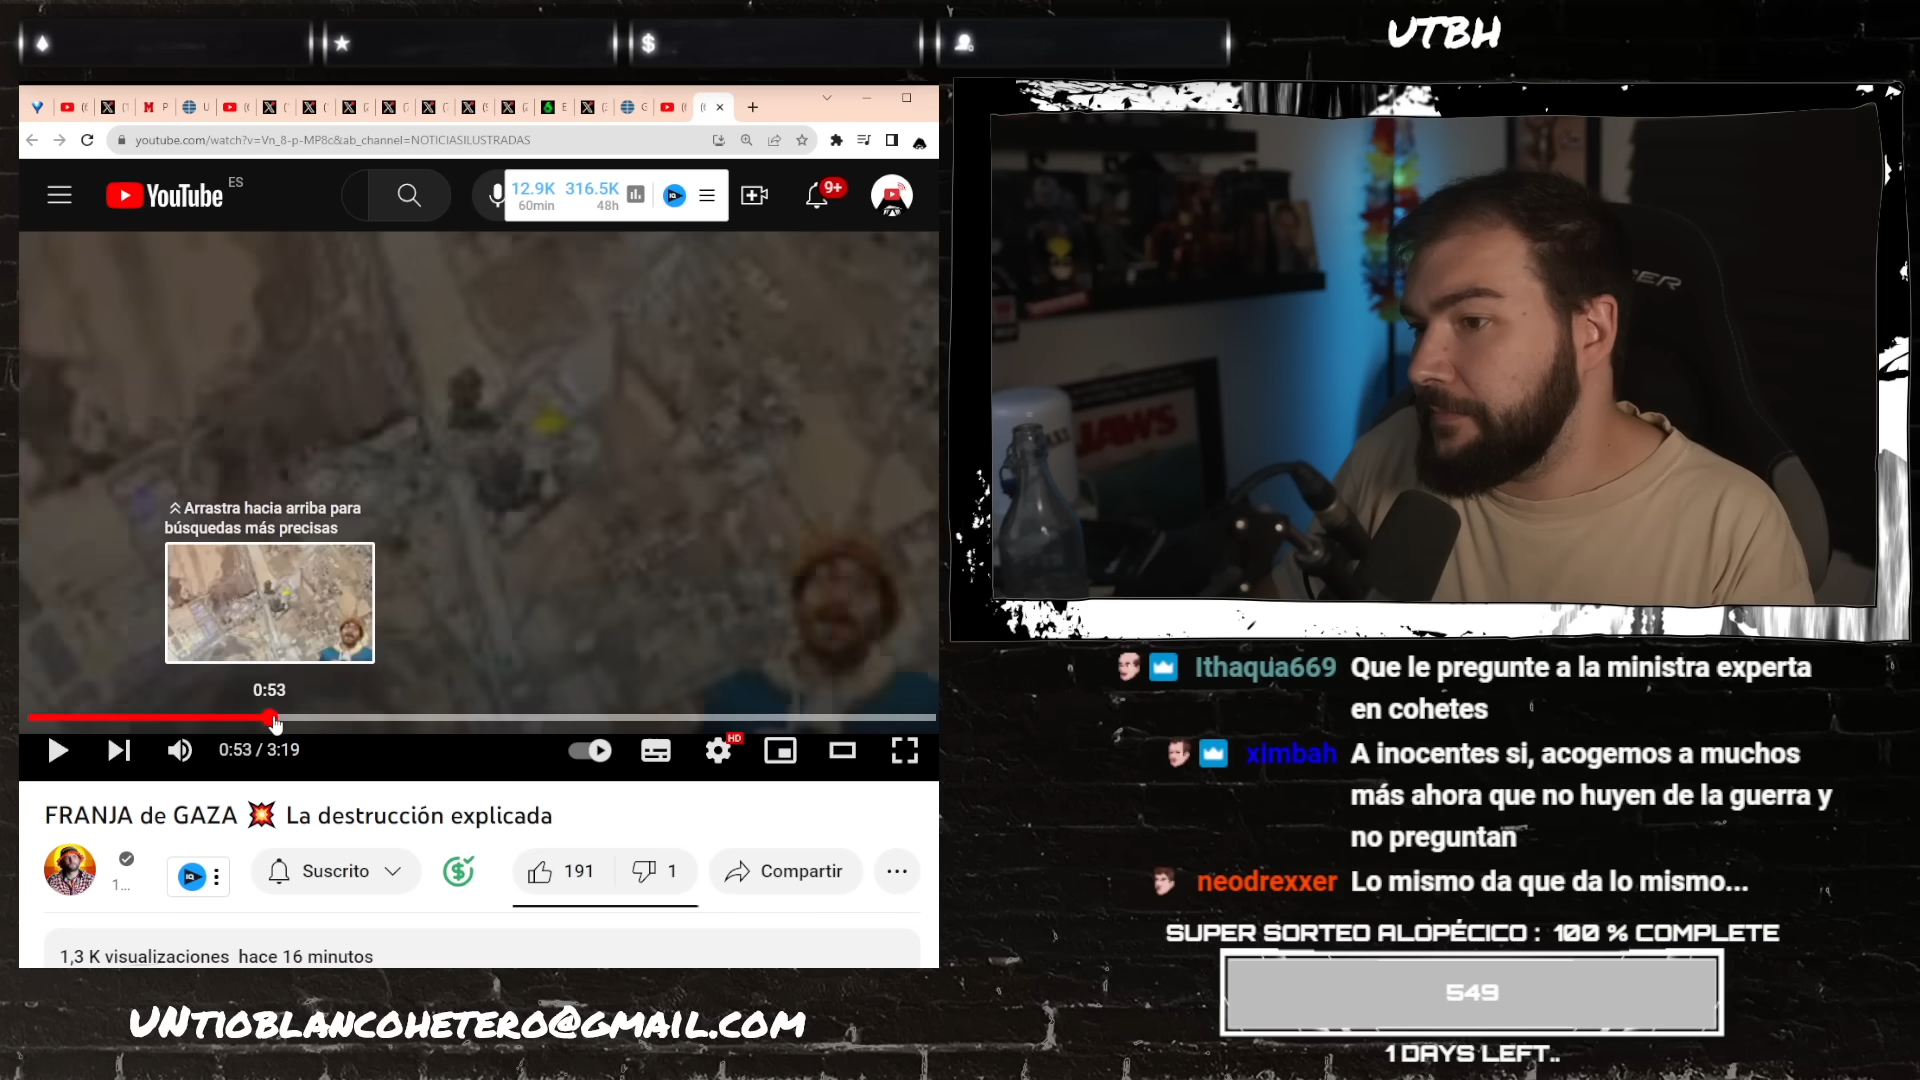 UTBH
youtube.com/watch?v=Vn_8-p-MP8c&ab_channel=NOTICIASILUSTRADAS
YouTube ES
12.9K 316.5K
60min 48h
9+
Arrastra hacia arriba para
búsquedas más precisas
0:53
0:53 / 3:19
HD
FRANJA de GAZA 💥 La destrucción explicada
1...
Suscrito
191
1
Compartir
1,3 K visualizaciones hace 16 minutos
UNTIOBLANCOHETERO@GMAIL.COM
JAWS
Ithaqua669 Que le pregunte a la ministra experta
en cohetes
xlmbah A inocentes si, acogemos a muchos
más ahora que no huyen de la guerra y
no preguntan
neodrexxer Lo mismo da que da lo mismo...
SUPER SORTEO ALOPÉCICO : 100 % COMPLETE
549
1 DAYS LEFT..